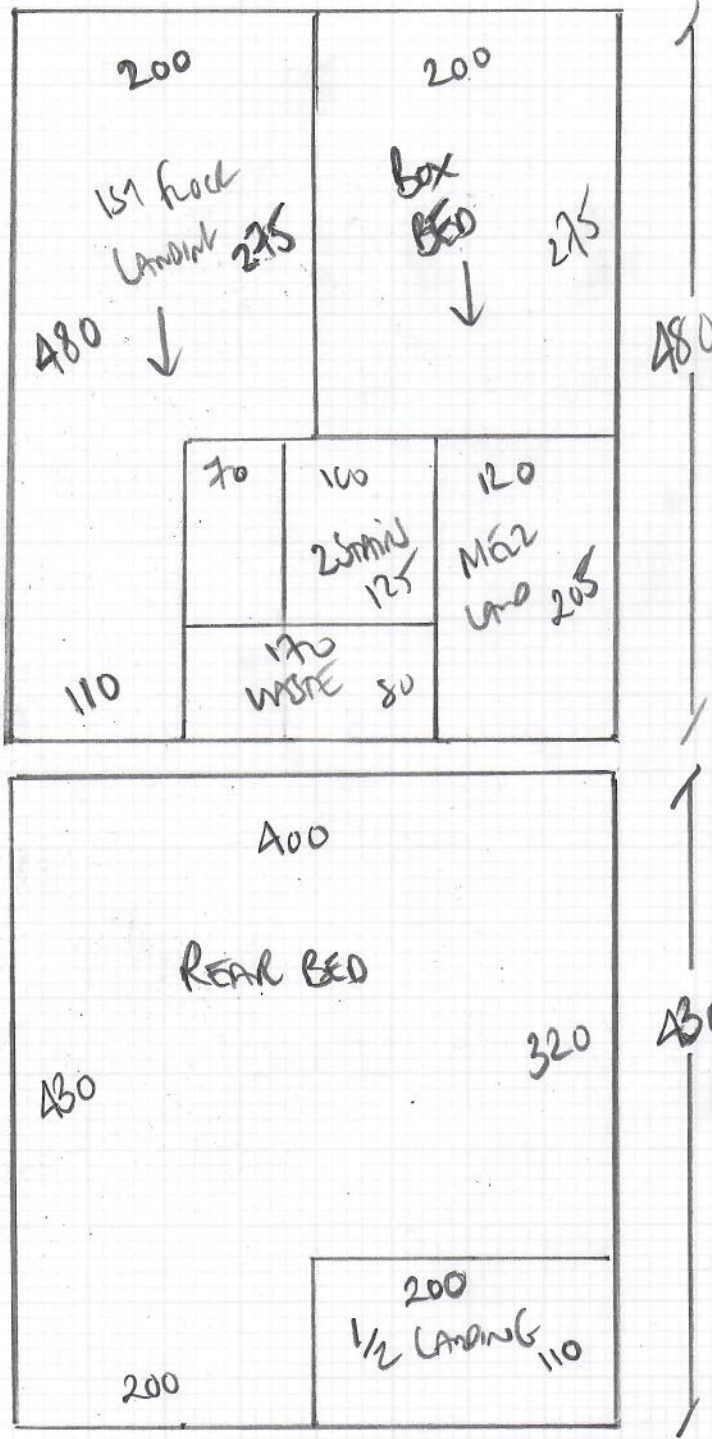 200
200
1ST FLOOR
LANDING 275
BOX
BED
275
480
480
70
100
120
2 STAIR
125
MEZZ
LAND 205
170
WASTE 80
110
400
REAR BED
320
430
430
200
1/2 LANDING 110
200